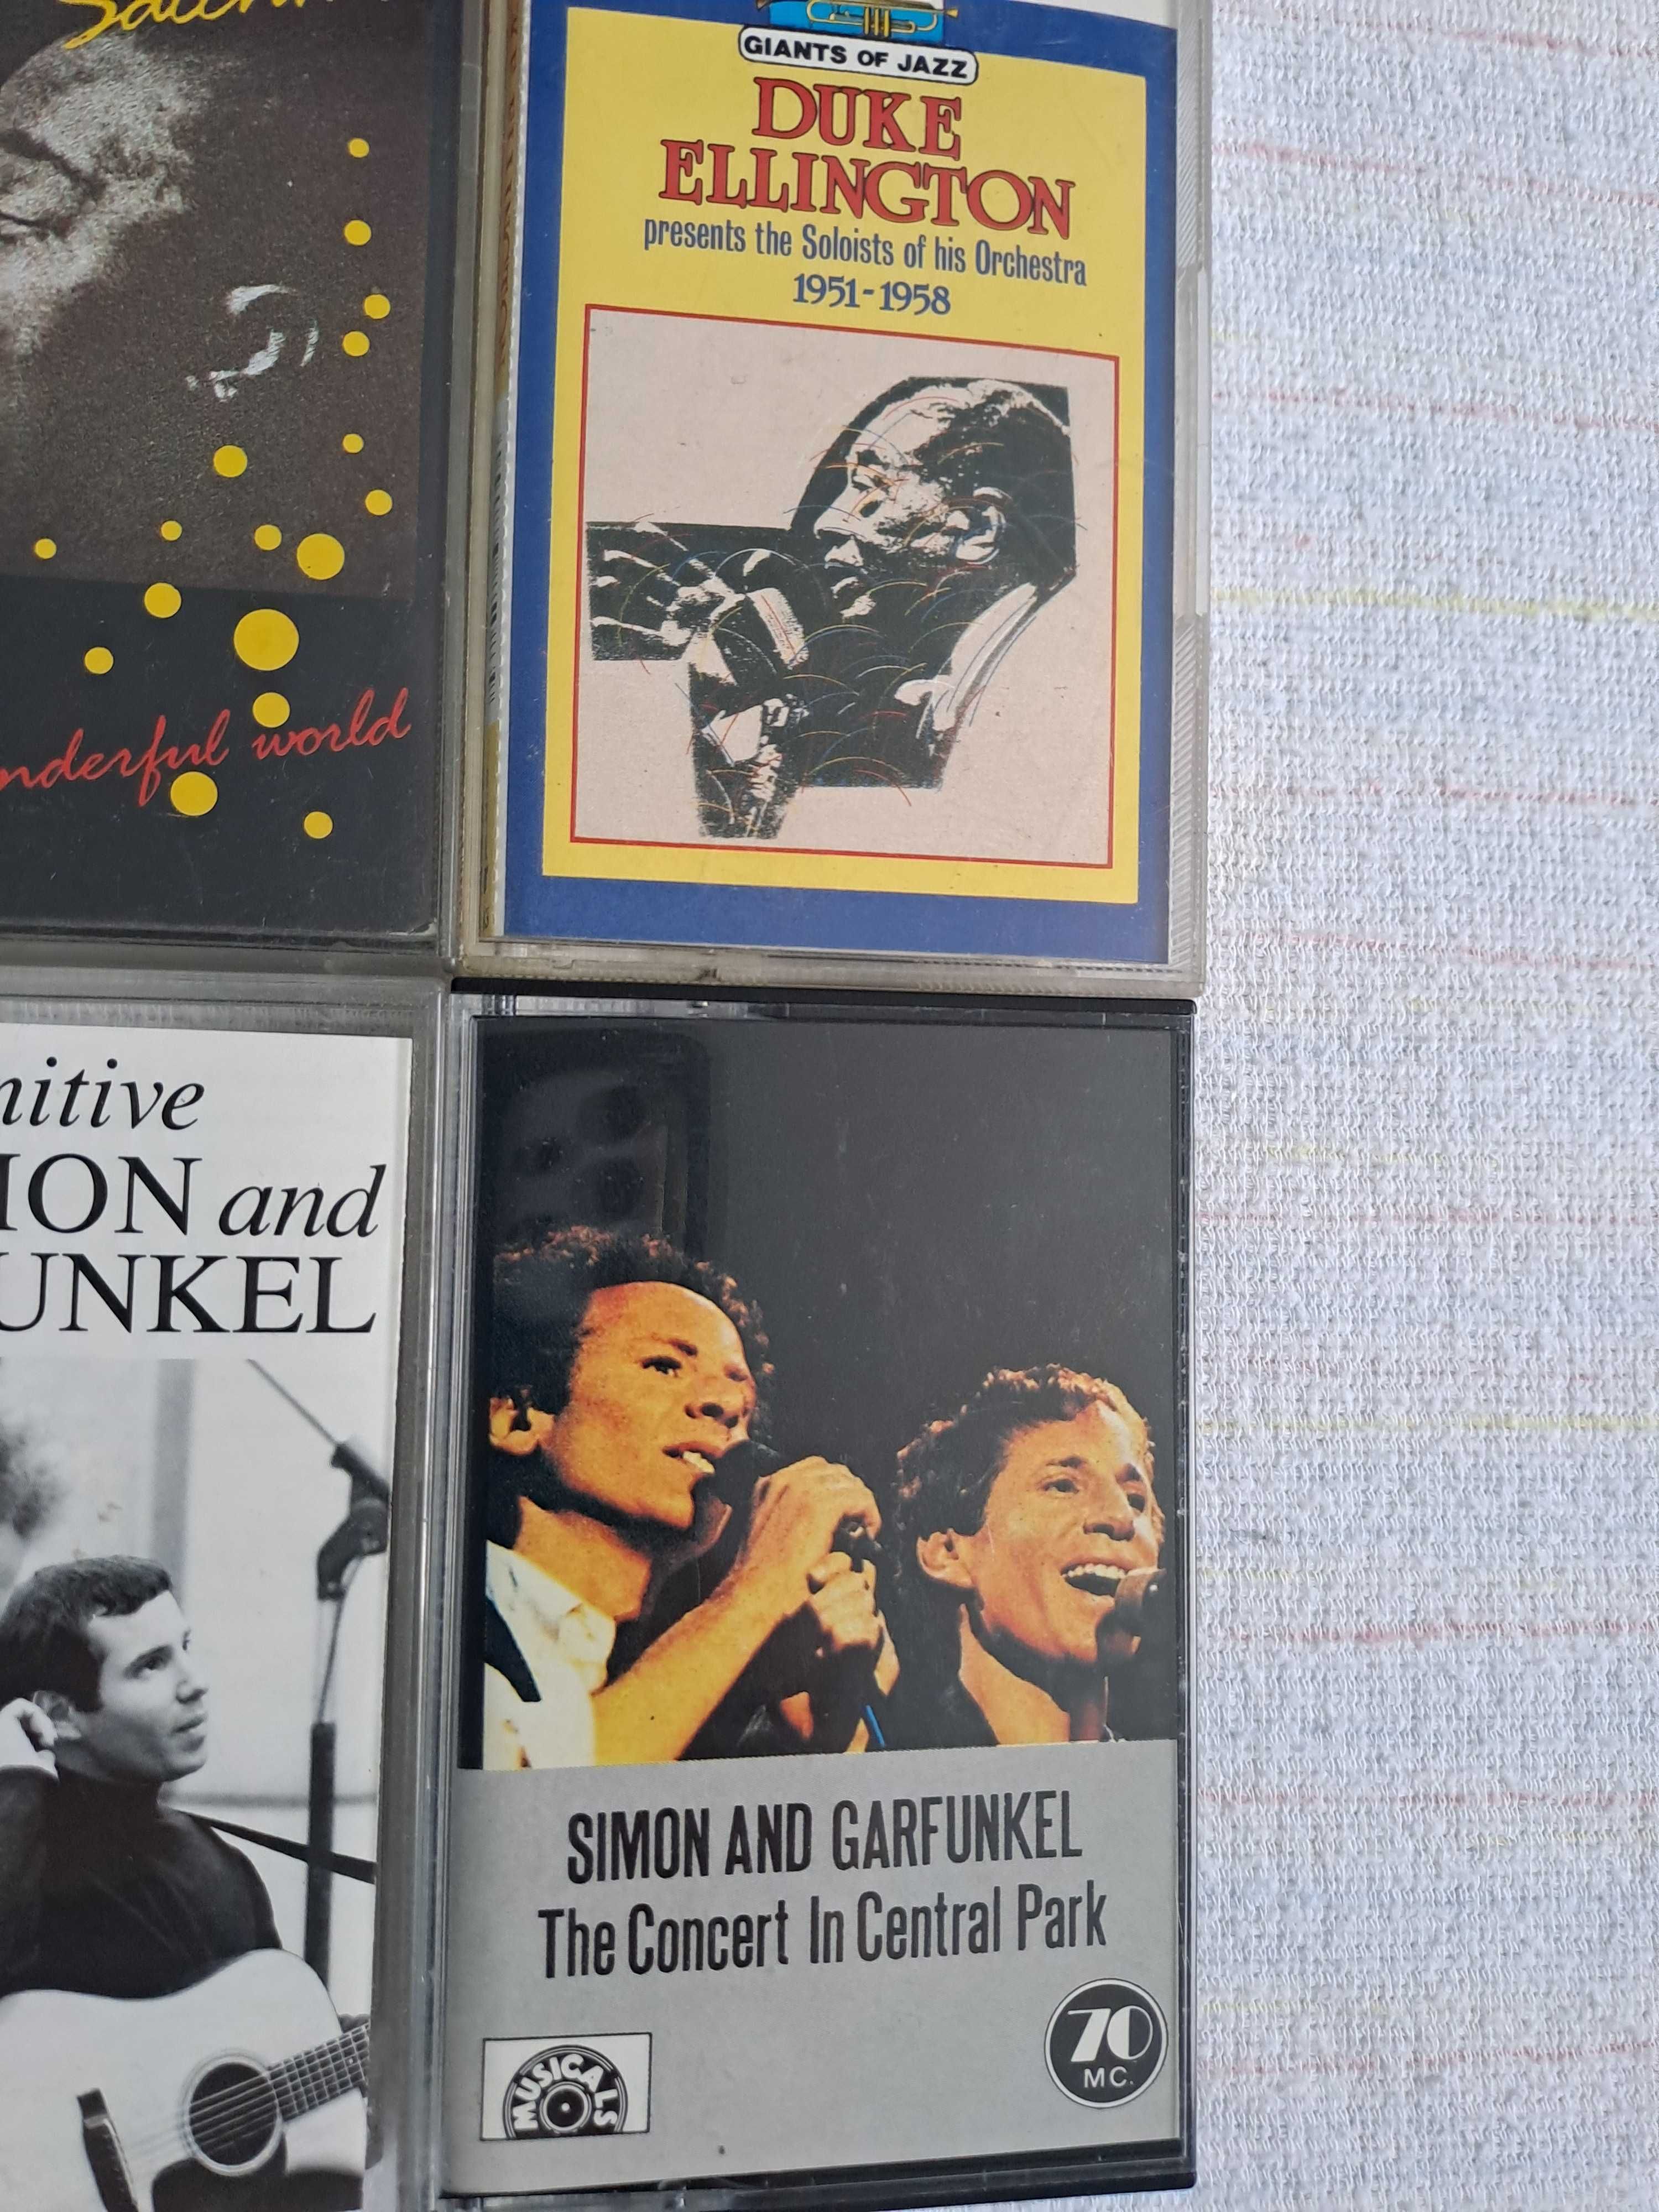 GIANTS OF JAZZ
DUKE
ELLINGTON
presents the Soloists of his Orchestra
1951-1958
nderful world
nitive
ION and
UNKEL
SIMON AND GARFUNKEL
The Concert In Central Park
MUSICALS
70
MC.